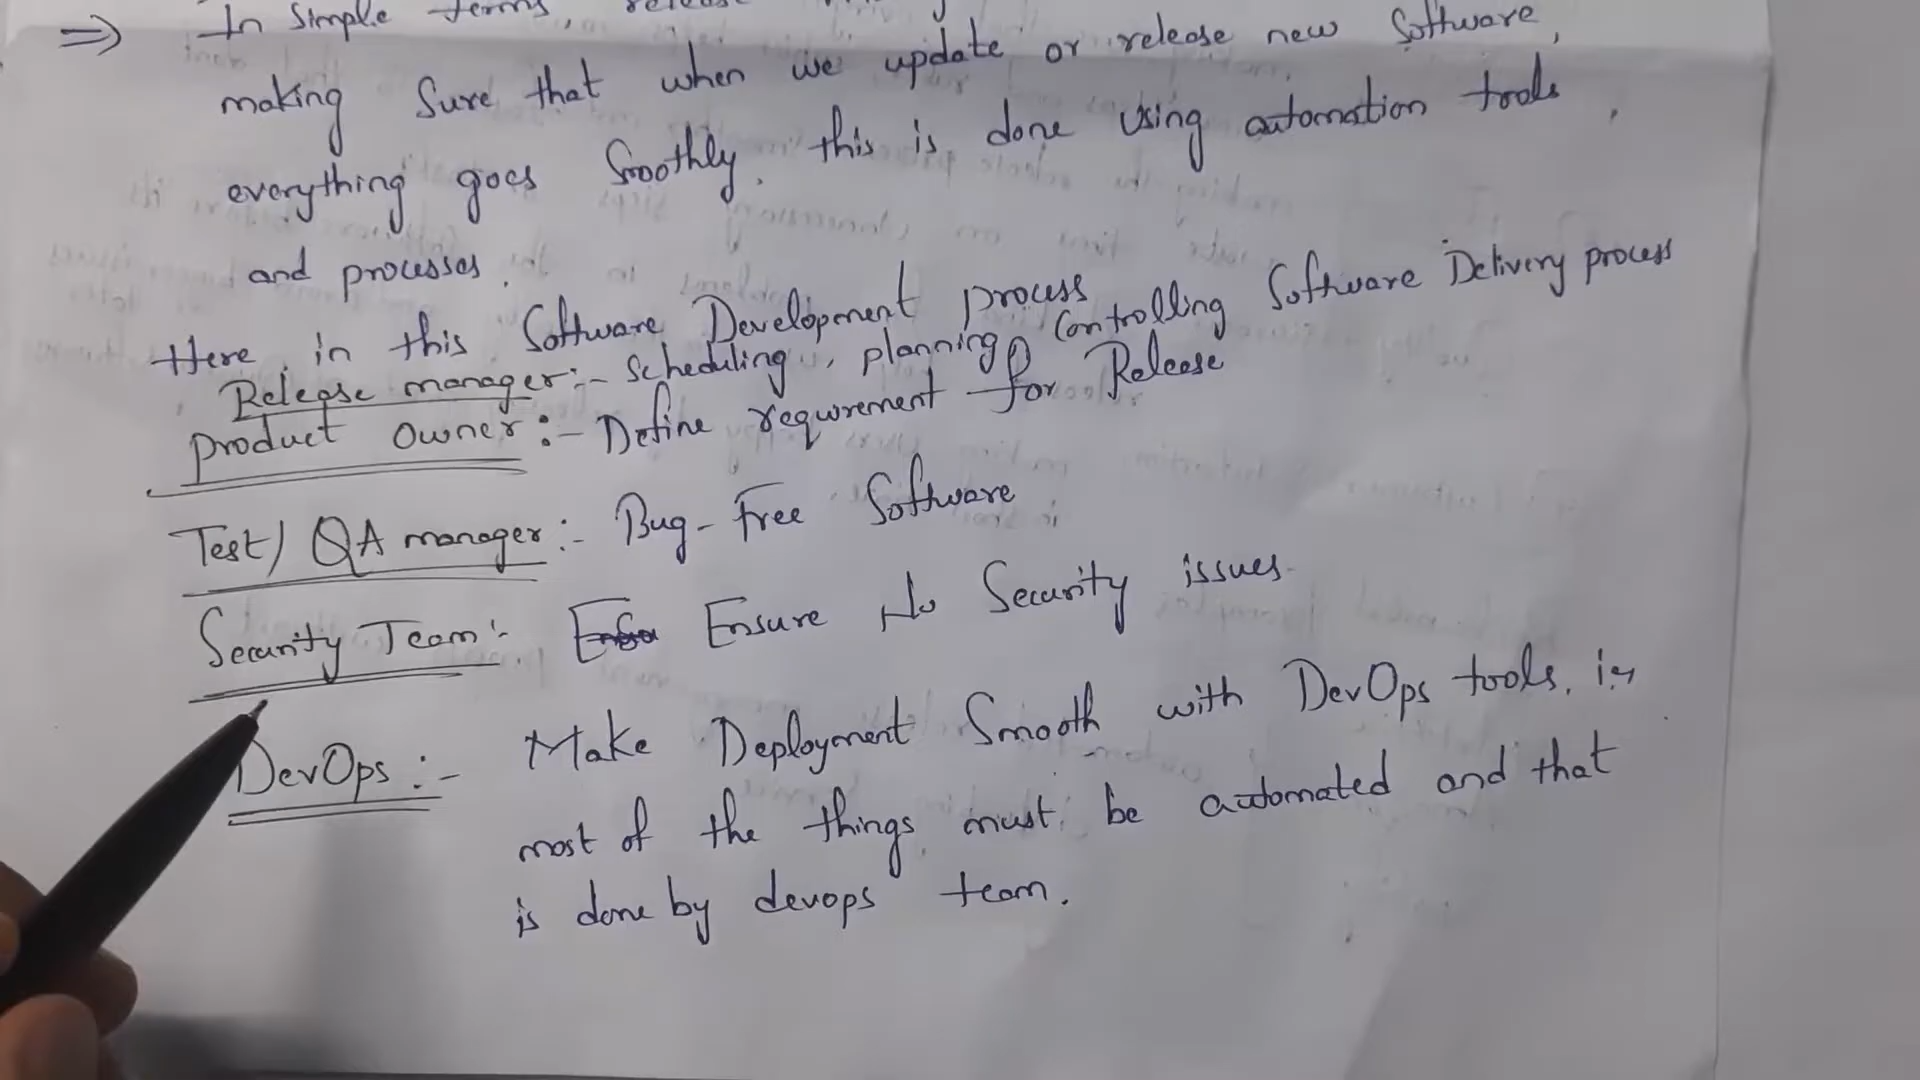 ⇒ In Simple terms, release
making Sure that when we update or release new Software,
everything goes Smoothly. this is done using automation tools,
and processes.
Here, in this Software Development process
Release manager:- Scheduling, planning, Controlling Software Delivery process
product owner:- Define requirement for Release
Test/QA manager:- Bug-Free Software
Security Team:- Ensure No Security issues.
DevOps:- Make Deployment Smooth with DevOps tools, in
most of the things must be automated and that
is done by devops team.